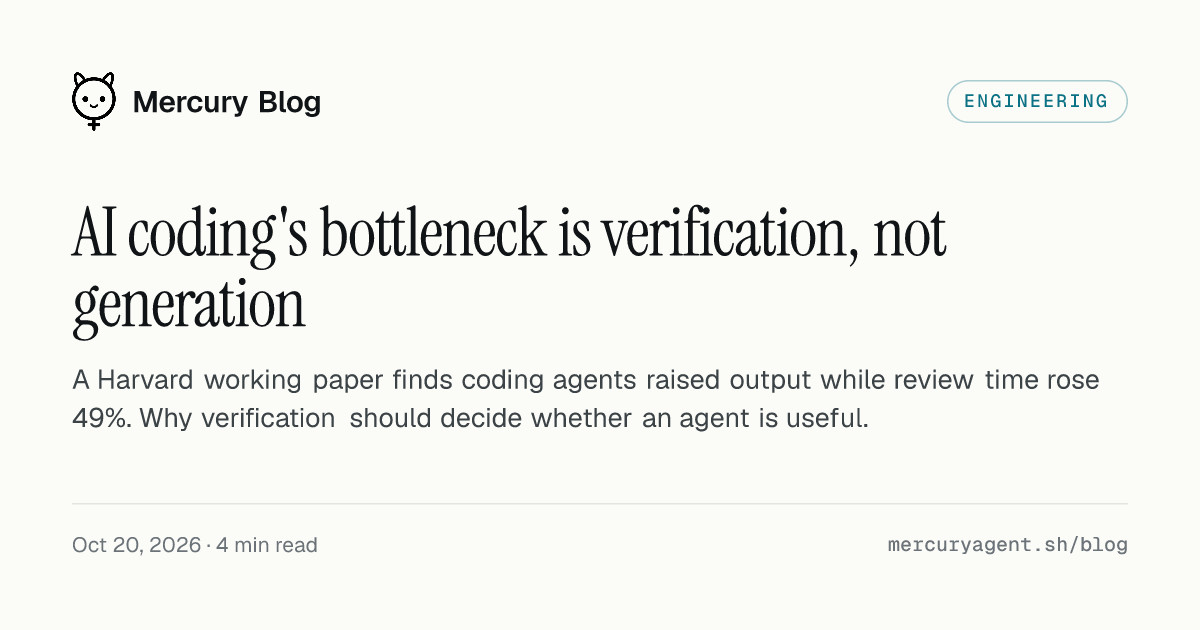 Mercury Blog
ENGINEERING
AI coding's bottleneck is verification, not
generation
A Harvard working paper finds coding agents raised output while review time rose
49%. Why verification should decide whether an agent is useful.
Oct 20, 2026 · 4 min read
mercuryagent.sh/blog